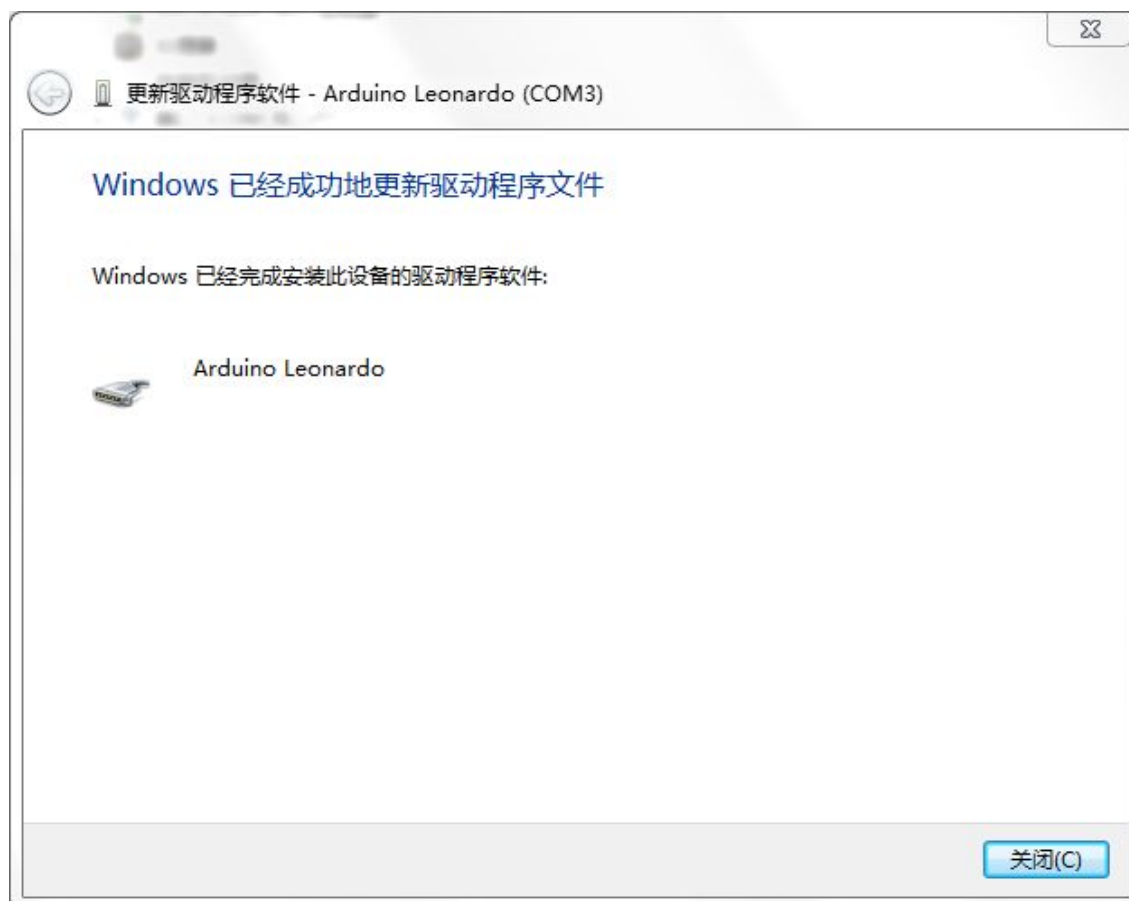 更新驱动程序软件 - Arduino Leonardo (COM3)
Windows 已经成功地更新驱动程序文件
Windows 已经完成安装此设备的驱动程序软件:
Arduino Leonardo
关闭(C)